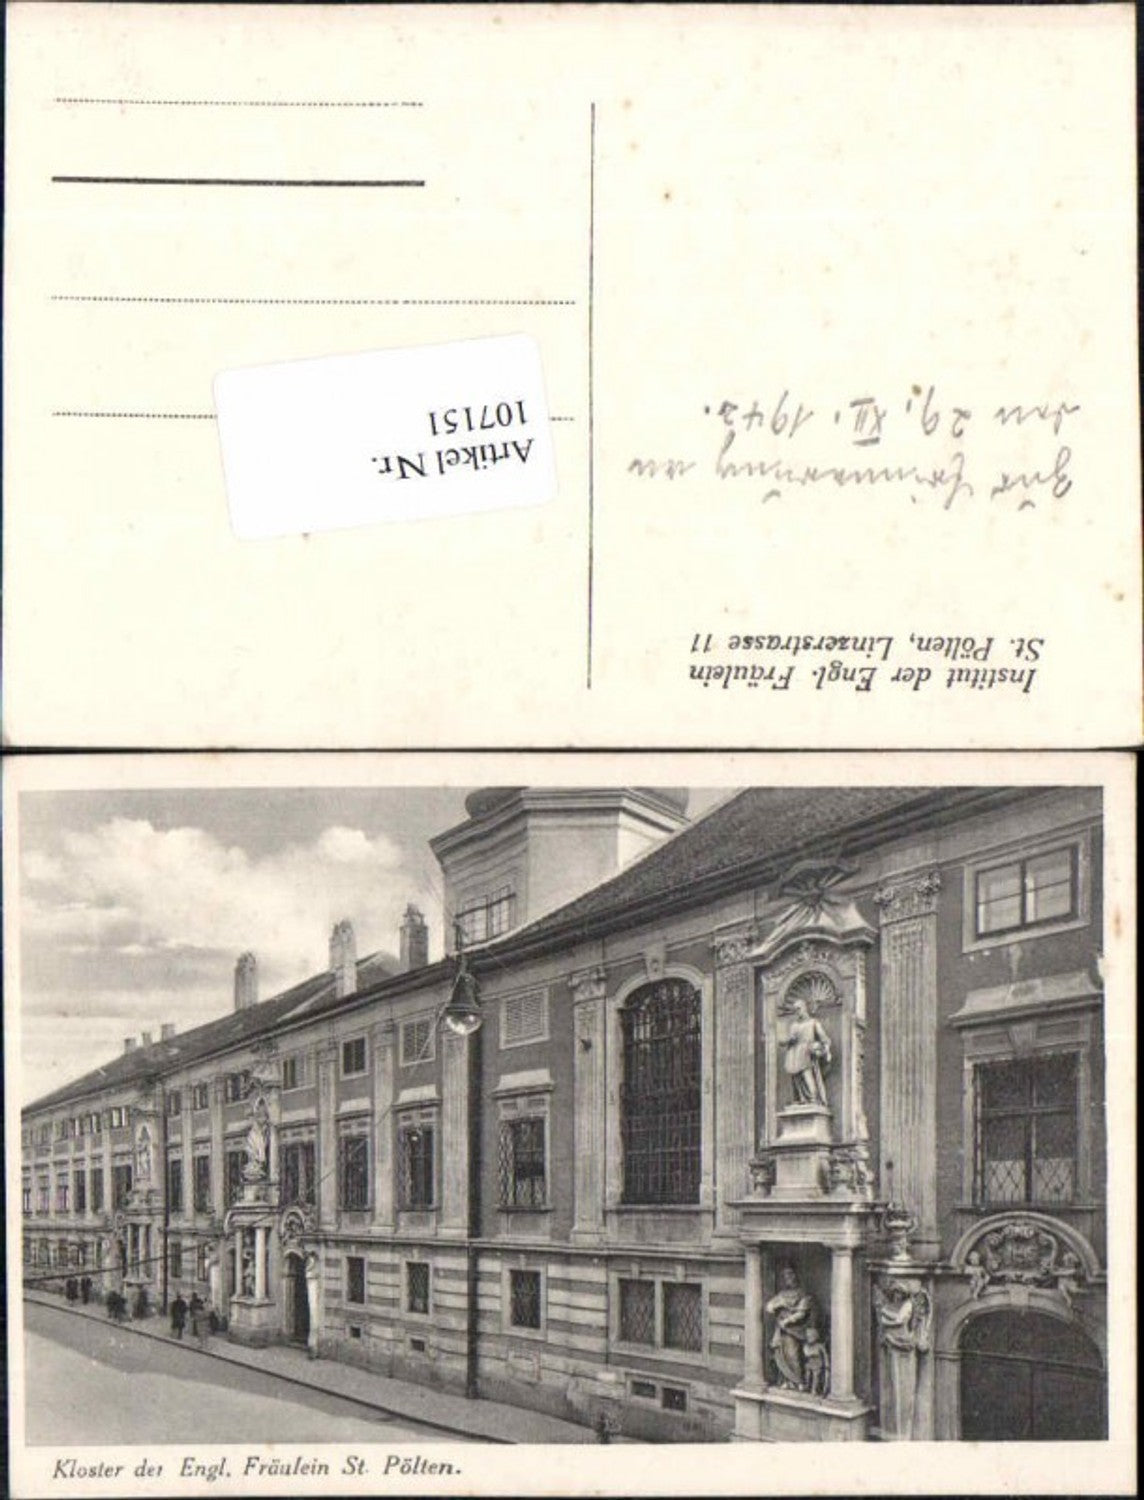 Institut der Engl. Fräulein
St. Pölten, Linzerstrasse 11
Zur Erinnerung an
den 29. XII. 1942.
Artikel Nr.
107151
Kloster der Engl. Fräulein St. Pölten.